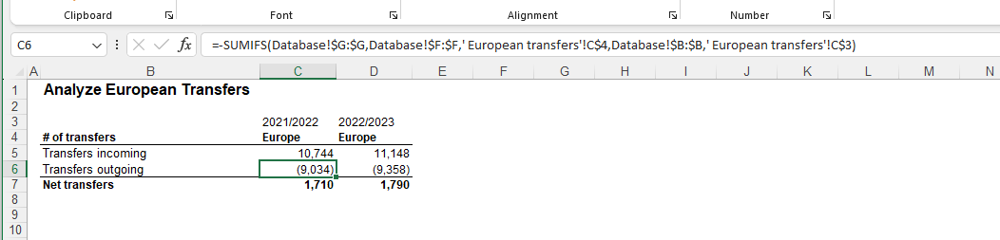 Clipboard Font Alignment Number
C6 fx =-SUMIFS(Database!$G:$G,Database!$F:$F,' European transfers'!C$4,Database!$B:$B,' European transfers'!C$3)
A B C D E F G H I J K L M N
1 Analyze European Transfers
2
3 2021/2022 2022/2023
4 # of transfers Europe Europe
5 Transfers incoming 10,744 11,148
6 Transfers outgoing (9,034) (9,358)
7 Net transfers 1,710 1,790
8
9
10